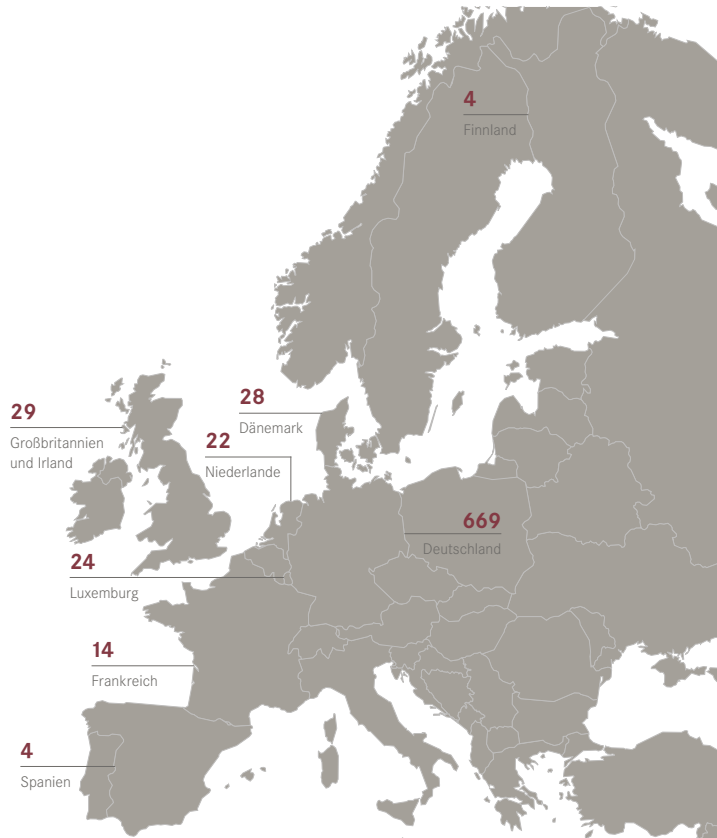 4
Finnland
29
Großbritannien
und Irland
28
Dänemark
22
Niederlande
669
Deutschland
24
Luxemburg
14
Frankreich
4
Spanien